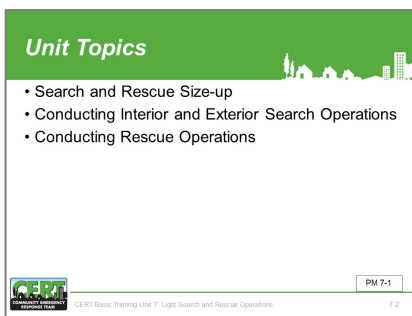 Unit Topics
• Search and Rescue Size-up
• Conducting Interior and Exterior Search Operations
• Conducting Rescue Operations
PM 7-1
CERT
COMMUNITY EMERGENCY
RESPONSE TEAM
CERT Basic Training Unit 7: Light Search and Rescue Operations
7-2